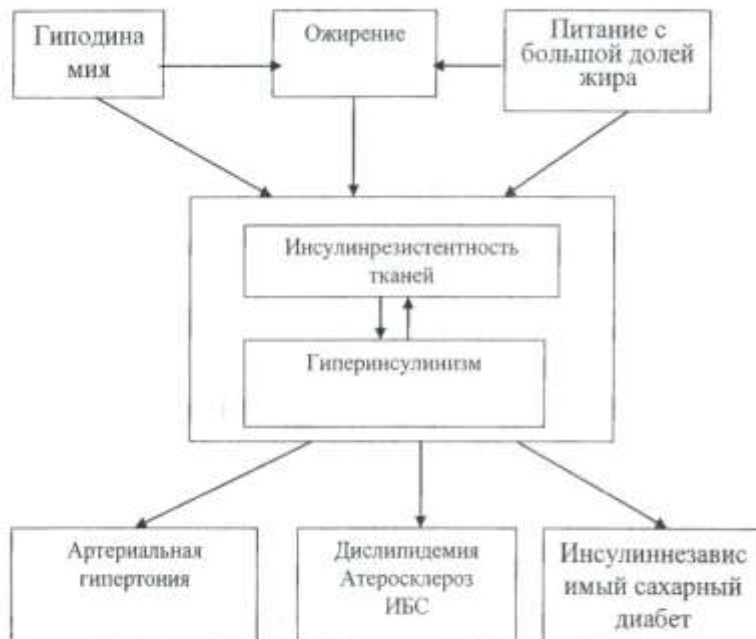 Гиподина
мия
Ожирение
Питание с
большой долей
жира
Инсулинрезистентность
тканей
Гиперинсулинизм
Артериальная
гипертония
Дислипидемия
Атеросклероз
ИБС
Инсулиннезавис
имый сахарный
диабет